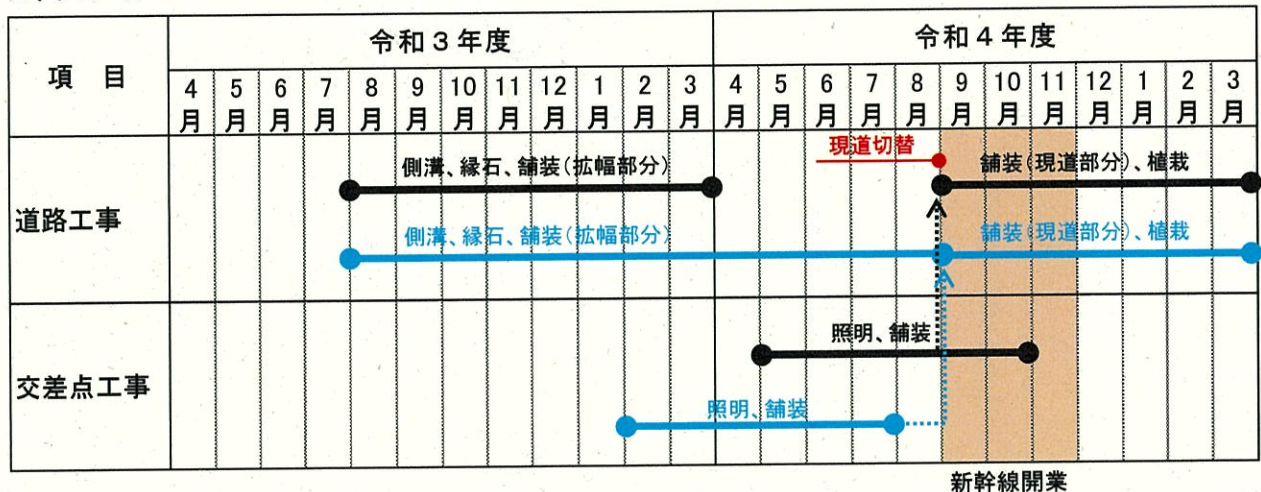 項 目
令和3年度
令和4年度
4月 5月 6月 7月 8月 9月 10月 11月 12月 1月 2月 3月 4月 5月 6月 7月 8月 9月 10月 11月 12月 1月 2月 3月
道路工事
現道切替
側溝、縁石、舗装(拡幅部分)
舗装(現道部分)、植栽
側溝、縁石、舗装(拡幅部分)
舗装(現道部分)、植栽
交差点工事
照明、舗装
照明、舗装
新幹線開業